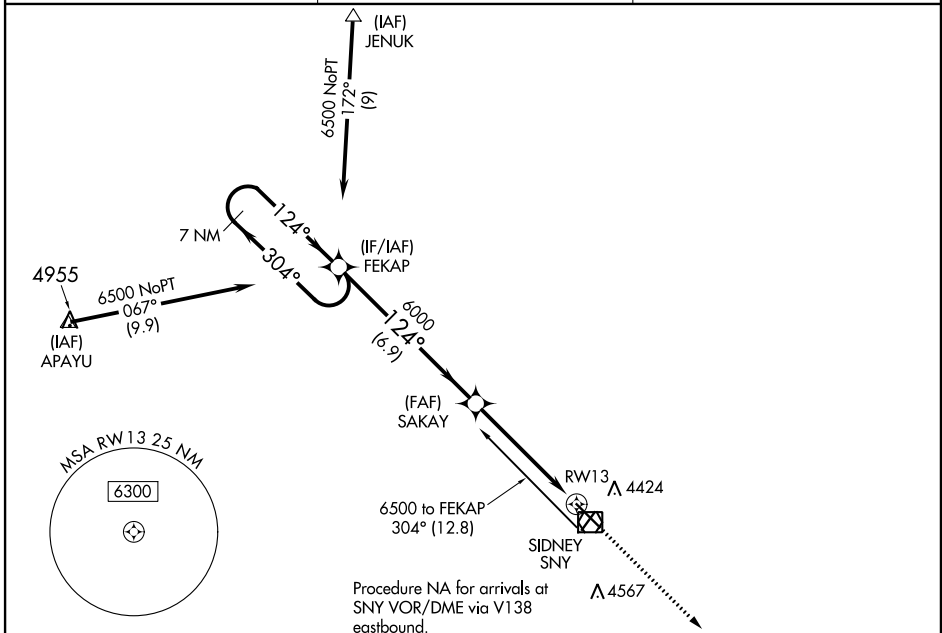 (IAF)
JENUK
6500 NoPT
172°
(9)
7 NM
124°
304°
(IF/IAF)
FEKAP
4955
6500 NoPT
067°
(9.9)
(IAF)
APAYU
6000
124°
(6.9)
(FAF)
SAKAY
MSA RW13 25 NM
6300
RW13
4424
6500 to FEKAP
304° (12.8)
SIDNEY
SNY
4567
Procedure NA for arrivals at
SNY VOR/DME via V138
eastbound.